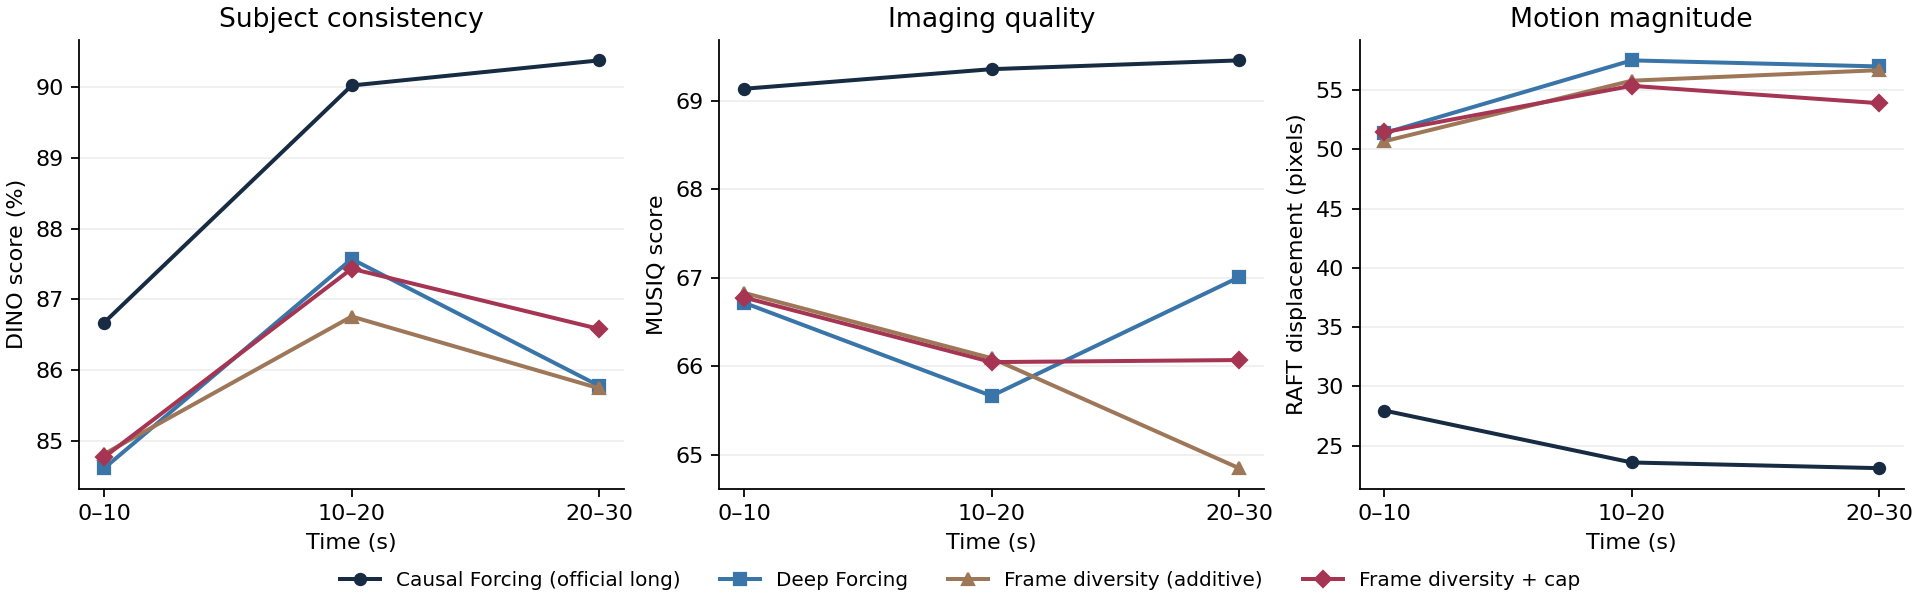 Subject consistency
DINO score (%)
90
89
88
87
86
85
0–10
10–20
20–30
Time (s)
Imaging quality
MUSIQ score
69
68
67
66
65
0–10
10–20
20–30
Time (s)
Motion magnitude
RAFT displacement (pixels)
55
50
45
40
35
30
25
0–10
10–20
20–30
Time (s)
Causal Forcing (official long)
Deep Forcing
Frame diversity (additive)
Frame diversity + cap